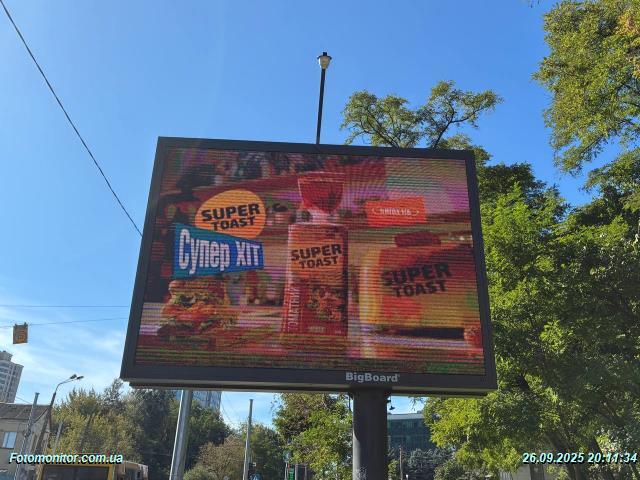 SUPER
TOAST
Супер ХІТ
SUPER
TOAST
SUPER
TOAST
BigBoard
Fotomonitor.com.ua
26.09.2025 20:11:34